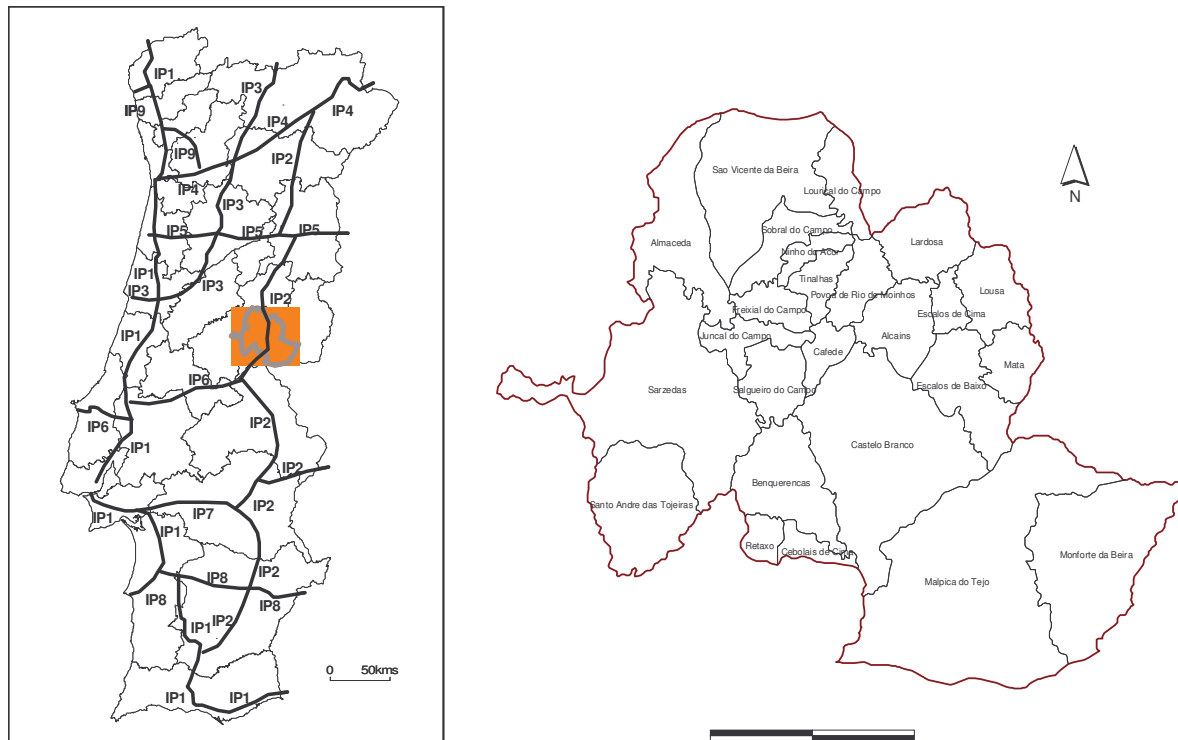 IP1
IP3
IP9
IP4
IP4
IP9
IP2
IP4
IP3
IP5
IP5
IP5
IP1
IP3
IP3
IP2
IP1
IP6
IP6
IP2
IP1
IP2
IP1
IP7
IP2
IP1
IP8
IP2
IP8
IP8
IP1
IP2
0 50kms
IP1
IP1
Sao Vicente da Beira
Lourical do Campo
Sobral do Campo
Almaceda
Lardosa
Ninho do Acor
Tinalhas
Lousa
Povoa de Rio de Moinhos
Freixial do Campo
Escalos de Cima
Juncal do Campo
Alcains
Cafede
Mata
Sarzedas
Salgueiro do Campo
Escalos de Baixo
Castelo Branco
Benquerencas
Santo Andre das Tojeiras
Retaxo
Cebolais de Cima
Monforte da Beira
Malpica do Tejo
N